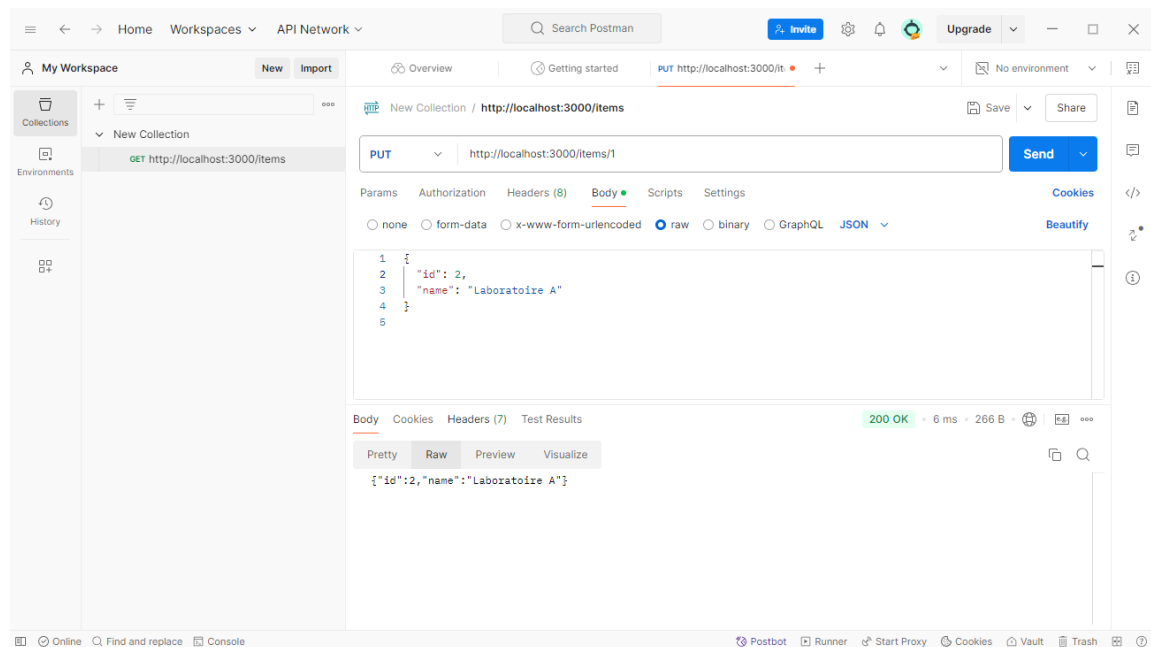 Home Workspaces API Network Search Postman Invite Upgrade
My Workspace New Import Overview Getting started PUT http://localhost:3000/it No environment
Collections
Environments
History
New Collection
GET http://localhost:3000/items
New Collection / http://localhost:3000/items Save Share
PUT http://localhost:3000/items/1 Send
Params Authorization Headers (8) Body Scripts Settings Cookies
none form-data x-www-form-urlencoded raw binary GraphQL JSON Beautify
1 {
2 "id": 2,
3 "name": "Laboratoire A"
4 }
5
Body Cookies Headers (7) Test Results 200 OK 6 ms 266 B
Pretty Raw Preview Visualize
{"id":2,"name":"Laboratoire A"}
Online Find and replace Console Postbot Runner Start Proxy Cookies Vault Trash